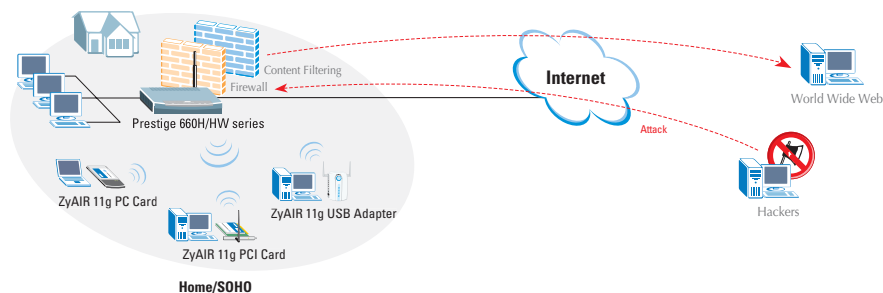 Content Filtering
Firewall
Internet
World Wide Web
Prestige 660H/HW series
Attack
ZyAIR 11g PC Card
ZyAIR 11g USB Adapter
Hackers
ZyAIR 11g PCI Card
Home/SOHO